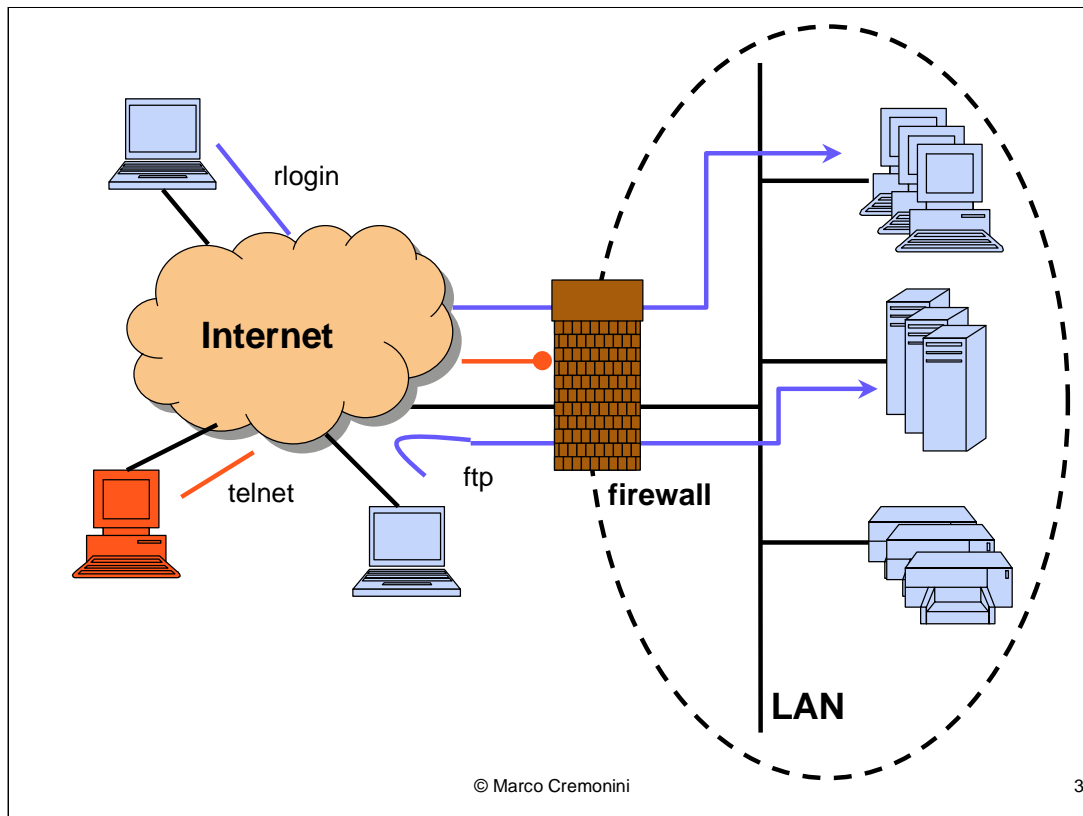 rlogin
Internet
telnet
ftp
firewall
LAN
© Marco Cremonini
3